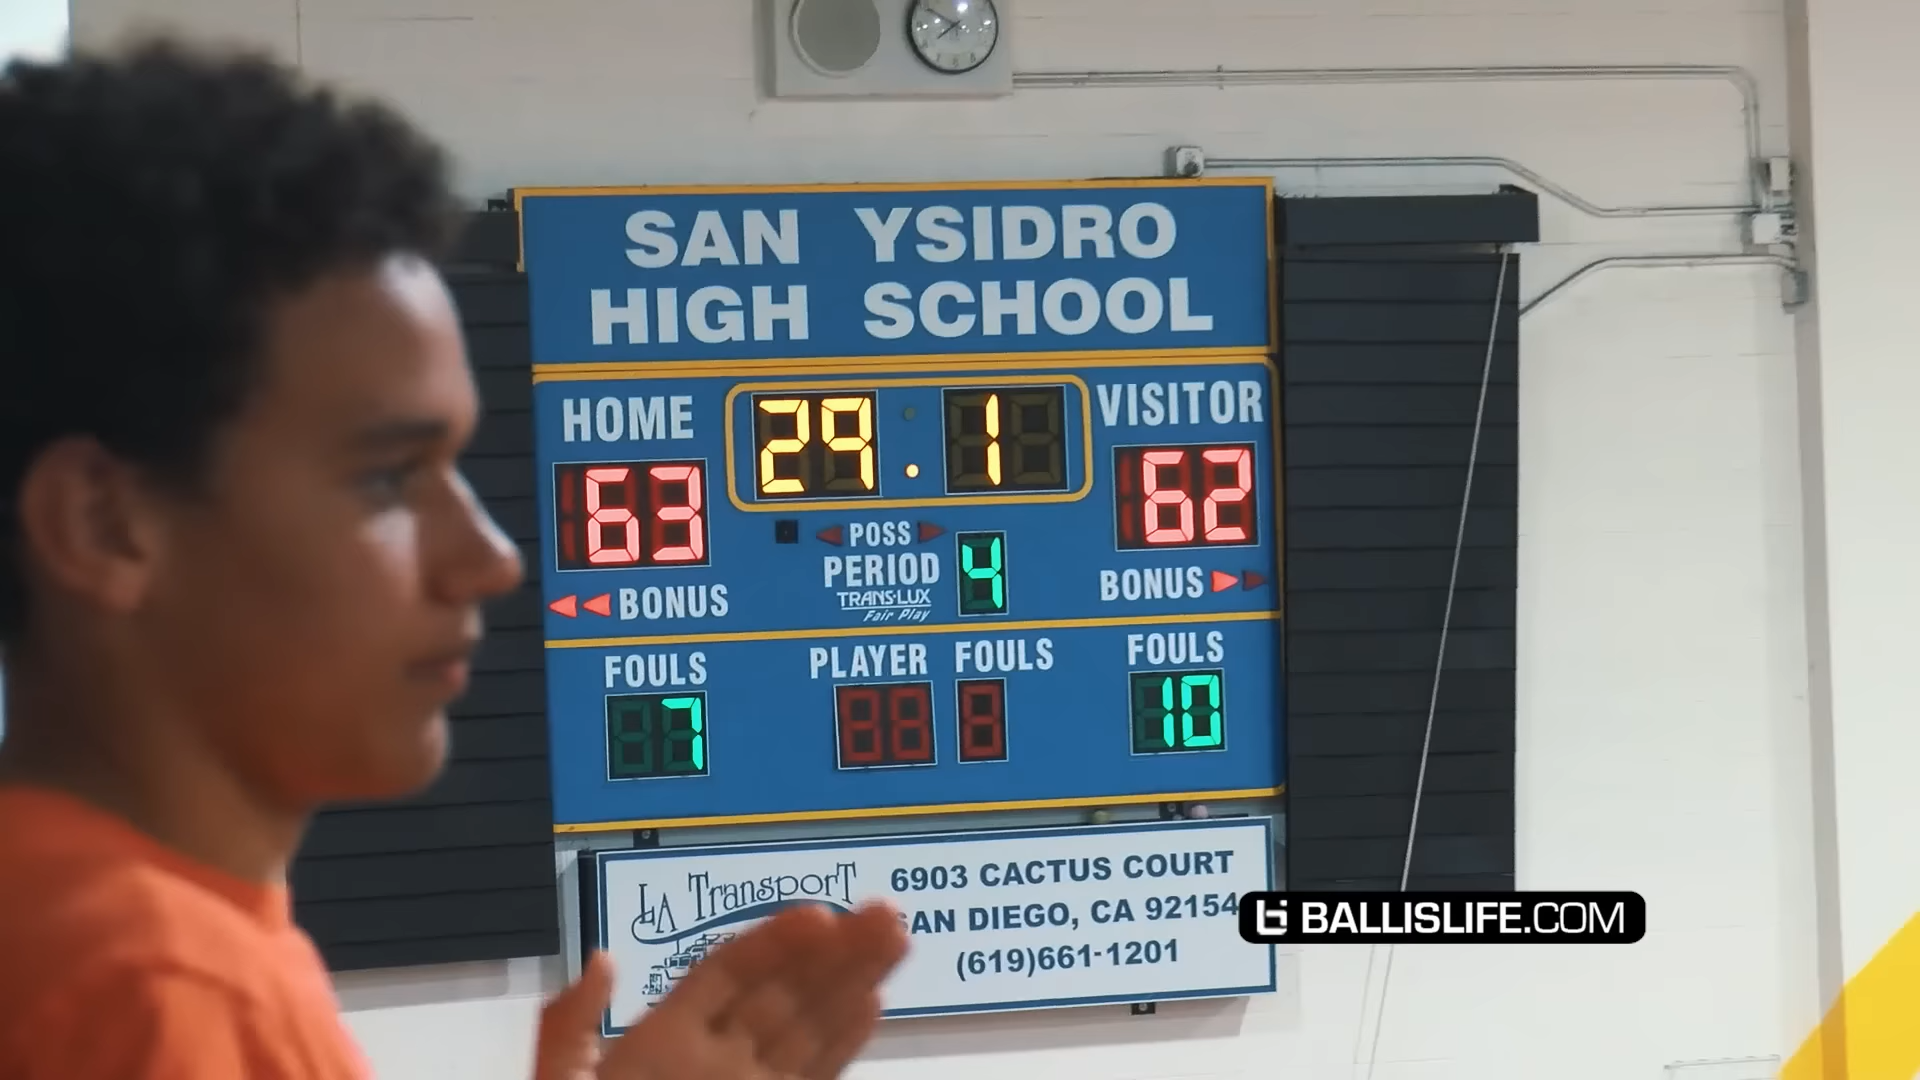 SAN YSIDRO
HIGH SCHOOL
HOME
29.1
VISITOR
63
62
POSS
PERIOD
4
TRANS-LUX
Fair Play
BONUS
BONUS
FOULS
PLAYER FOULS
FOULS
7
10
LA TransporT
6903 CACTUS COURT
SAN DIEGO, CA 92154
(619)661-1201
BALLISLIFE.COM